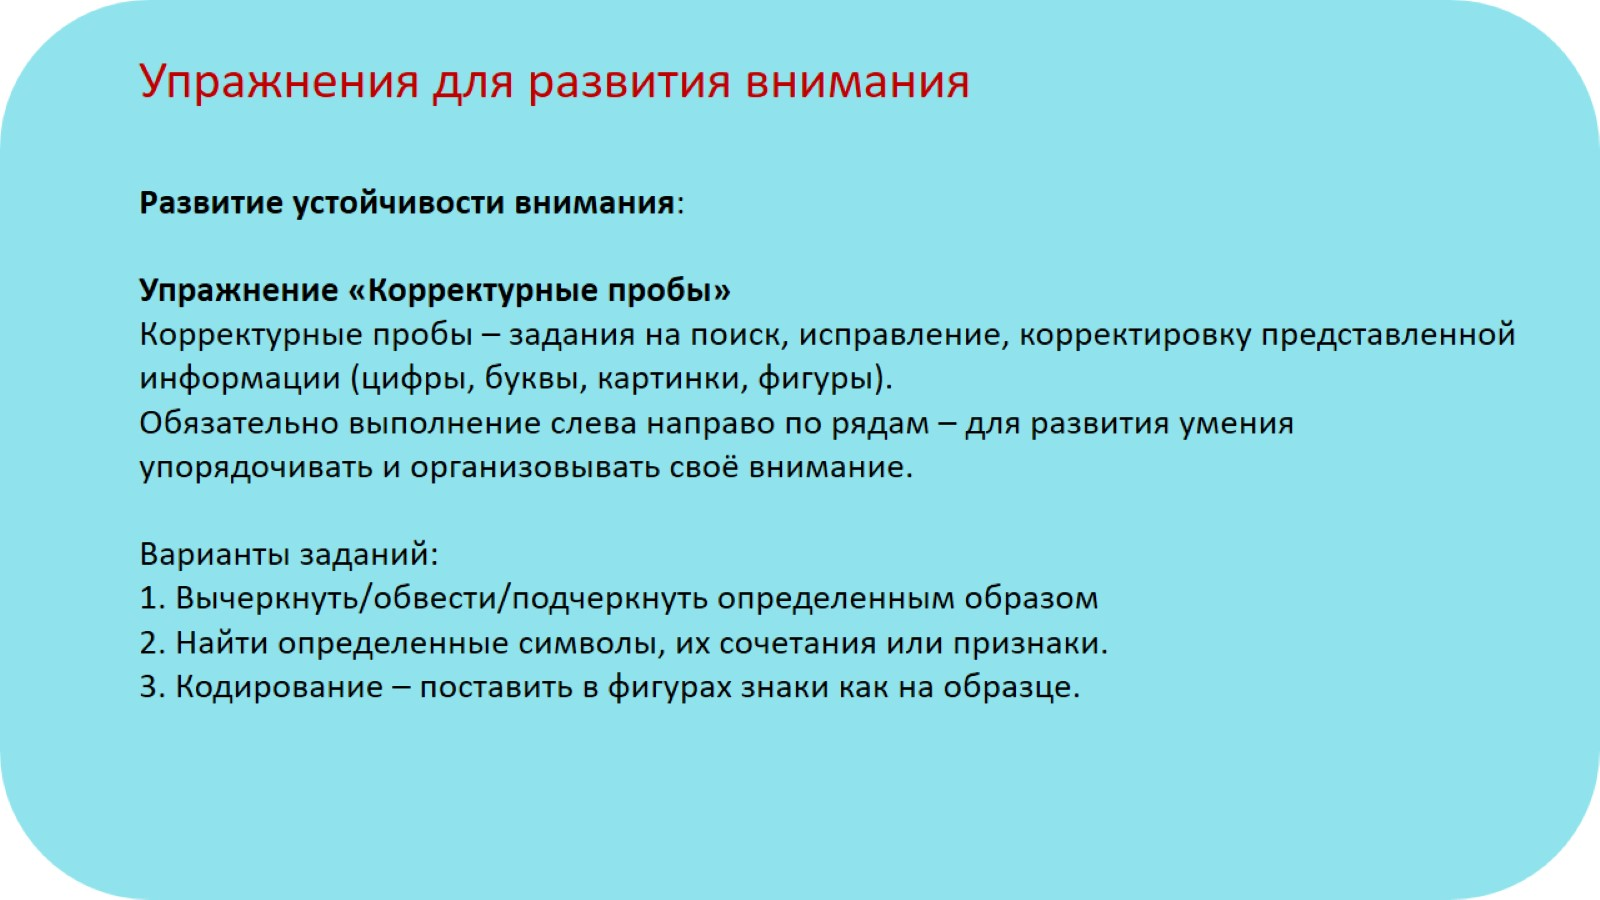 Упражнения для развития внимания
Развитие устойчивости внимания:
Упражнение «Корректурные пробы»
Корректурные пробы – задания на поиск, исправление, корректировку представленной
информации (цифры, буквы, картинки, фигуры).
Обязательно выполнение слева направо по рядам – для развития умения
упорядочивать и организовывать своё внимание.
Варианты заданий:
1. Вычеркнуть/обвести/подчеркнуть определенным образом
2. Найти определенные символы, их сочетания или признаки.
3. Кодирование – поставить в фигурах знаки как на образце.